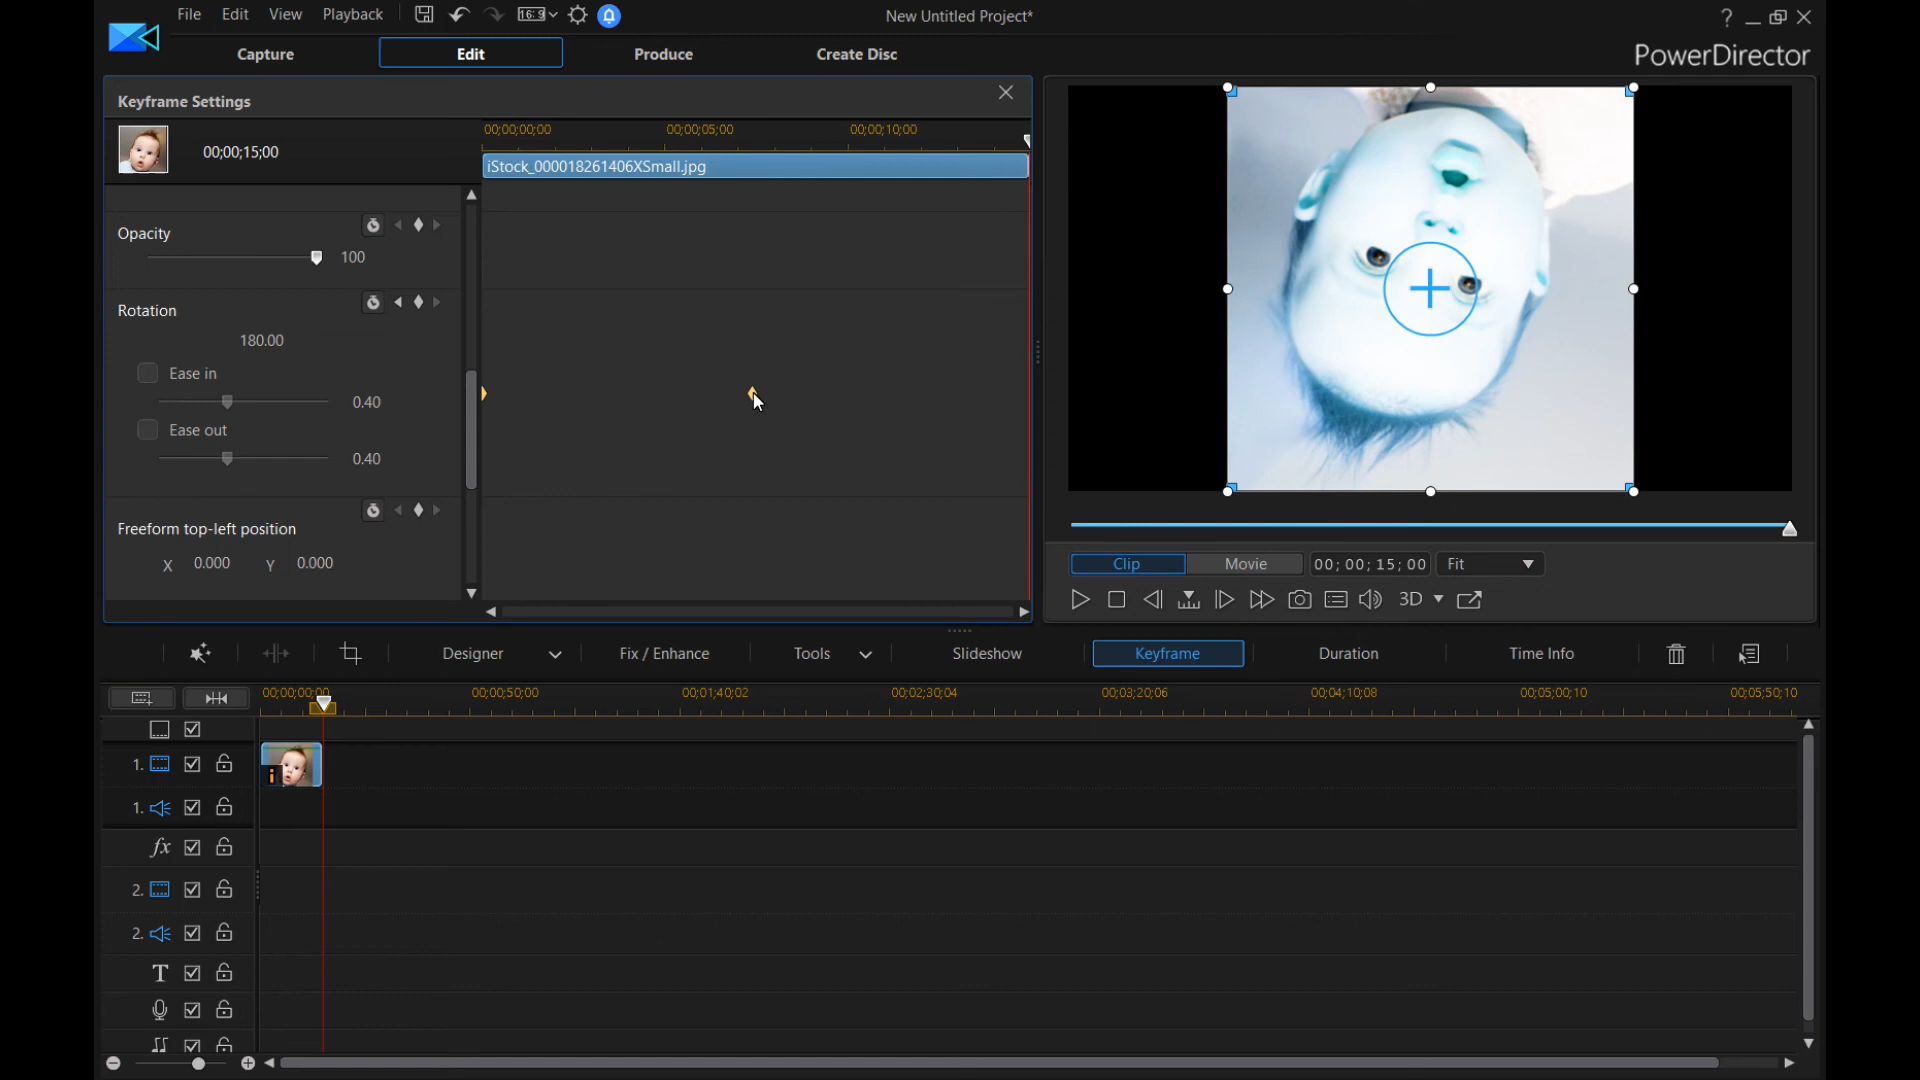 File Edit View Playback 16:9 New Untitled Project* ?
Capture Edit Produce Create Disc PowerDirector
Keyframe Settings
00;00;15;00
00;00;00;00 00;00;05;00 00;00;10;00
iStock_000018261406XSmall.jpg
Opacity
100
Rotation
180.00
Ease in
0.40
Ease out
0.40
Freeform top-left position
X 0.000 Y 0.000
Clip Movie 00; 00; 15; 00 Fit
3D
Designer Fix / Enhance Tools Slideshow Keyframe Duration Time Info
00;00;00;00 00;00;50;00 00;01;40;02 00;02;30;04 00;03;20;06 00;04;10;08 00;05;00;10 00;05;50;10
1.
i
1.
fx
2.
2.
T